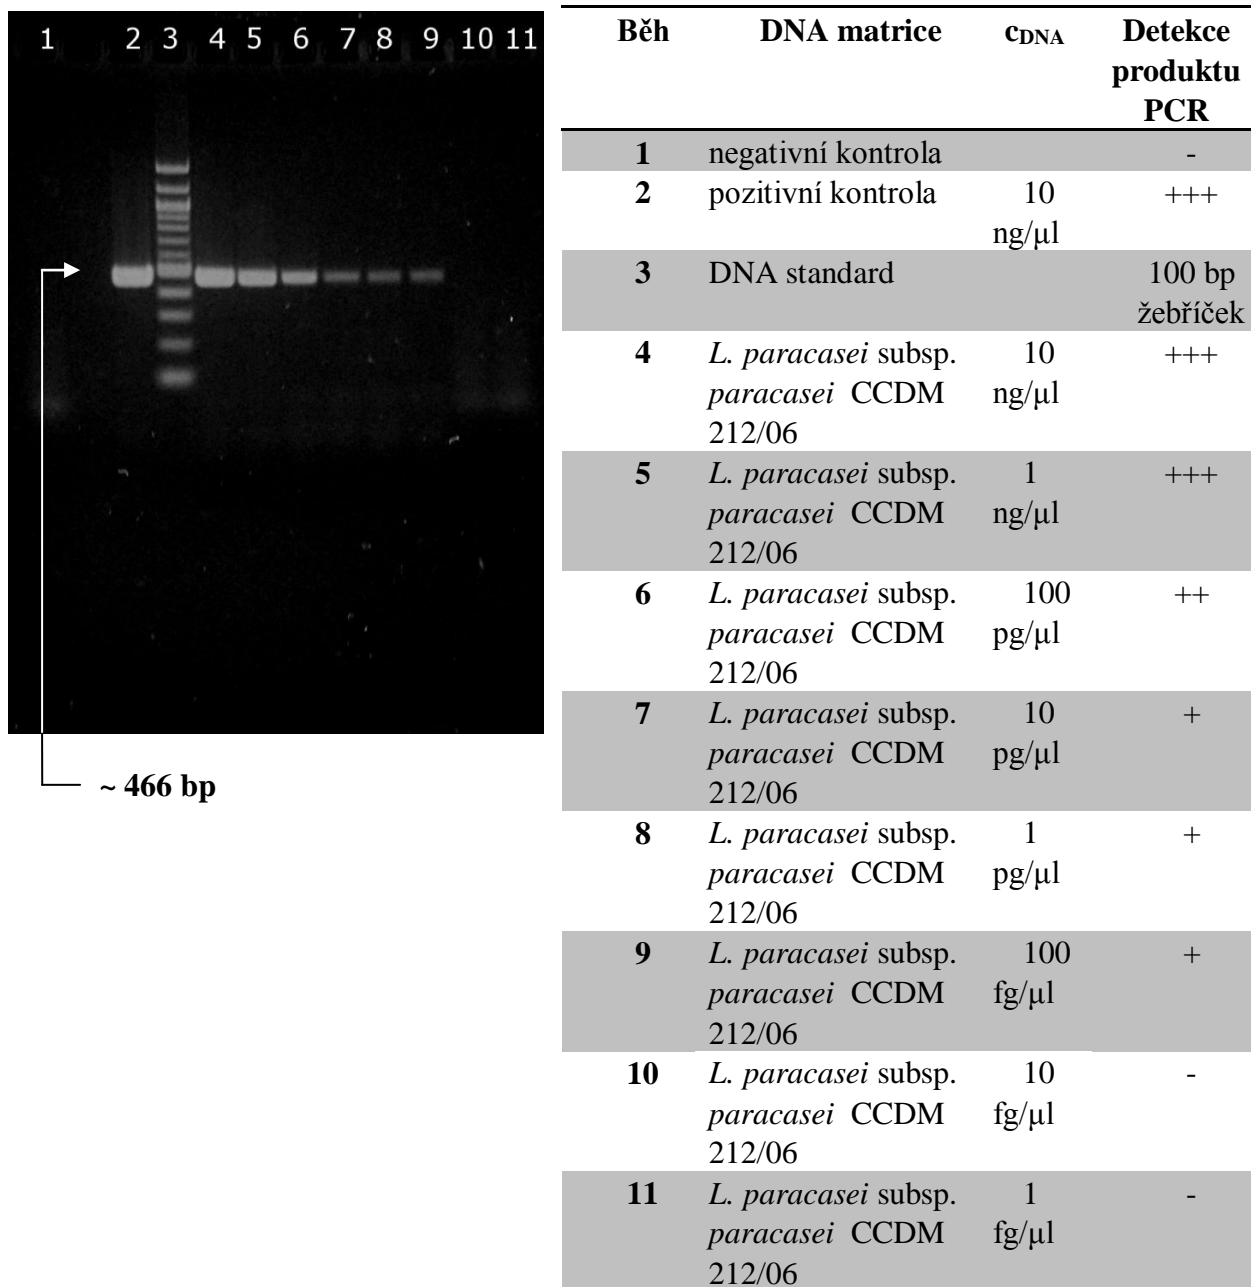 1 2 3 4 5 6 7 8 9 10 11
~ 466 bp
Běh DNA matrice cDNA Detekce
produktu
PCR
1 negativní kontrola -
2 pozitivní kontrola 10 +++
ng/µl
3 DNA standard 100 bp
žebříček
4 L. paracasei subsp. 10 +++
paracasei CCDM ng/µl
212/06
5 L. paracasei subsp. 1 +++
paracasei CCDM ng/µl
212/06
6 L. paracasei subsp. 100 ++
paracasei CCDM pg/µl
212/06
7 L. paracasei subsp. 10 +
paracasei CCDM pg/µl
212/06
8 L. paracasei subsp. 1 +
paracasei CCDM pg/µl
212/06
9 L. paracasei subsp. 100 +
paracasei CCDM fg/µl
212/06
10 L. paracasei subsp. 10 -
paracasei CCDM fg/µl
212/06
11 L. paracasei subsp. 1 -
paracasei CCDM fg/µl
212/06